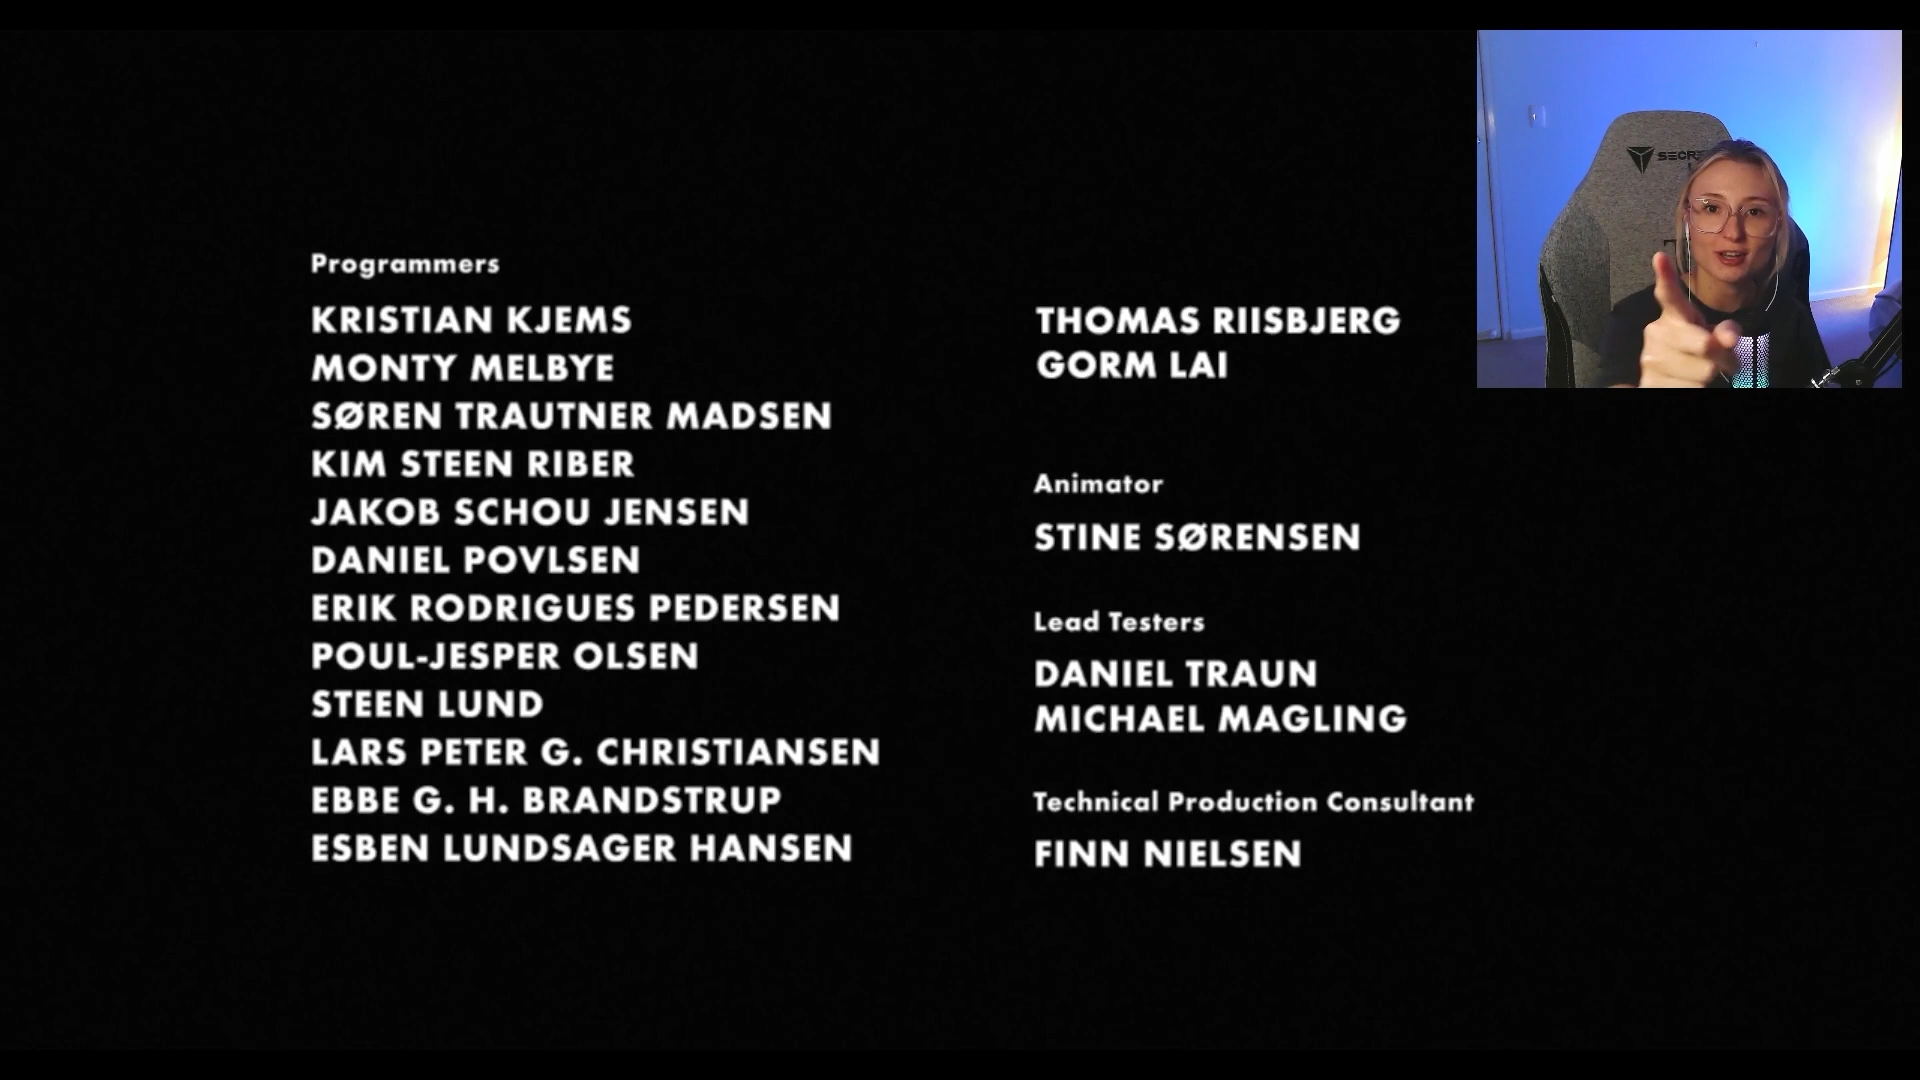 Programmers
KRISTIAN KJEMS
MONTY MELBYE
SØREN TRAUTNER MADSEN
KIM STEEN RIBER
JAKOB SCHOU JENSEN
DANIEL POVLSEN
ERIK RODRIGUES PEDERSEN
POUL-JESPER OLSEN
STEEN LUND
LARS PETER G. CHRISTIANSEN
EBBE G. H. BRANDSTRUP
ESBEN LUNDSAGER HANSEN
THOMAS RIISBJERG
GORM LAI
Animator
STINE SØRENSEN
Lead Testers
DANIEL TRAUN
MICHAEL MAGLING
Technical Production Consultant
FINN NIELSEN